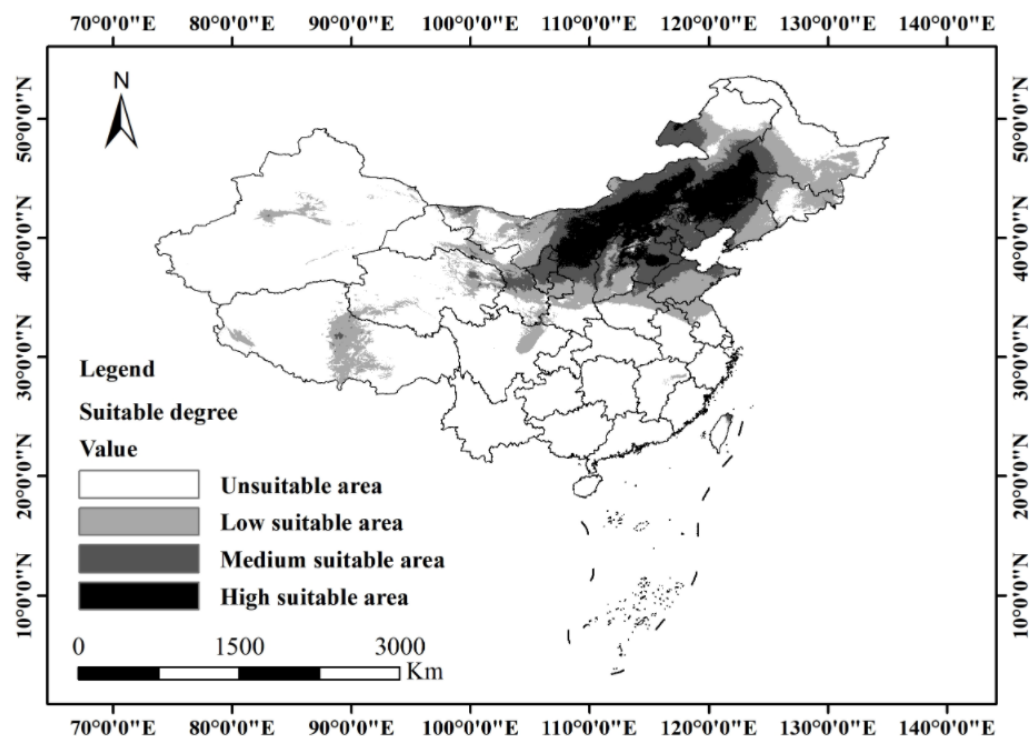 70°0'0"E 80°0'0"E 90°0'0"E 100°0'0"E 110°0'0"E 120°0'0"E 130°0'0"E 140°0'0"E
N
50°0'0"N 50°0'0"N
40°0'0"N 40°0'0"N
30°0'0"N 30°0'0"N
20°0'0"N 20°0'0"N
10°0'0"N 10°0'0"N
Legend
Suitable degree
Value
Unsuitable area
Low suitable area
Medium suitable area
High suitable area
0 1500 3000
Km
70°0'0"E 80°0'0"E 90°0'0"E 100°0'0"E 110°0'0"E 120°0'0"E 130°0'0"E 140°0'0"E